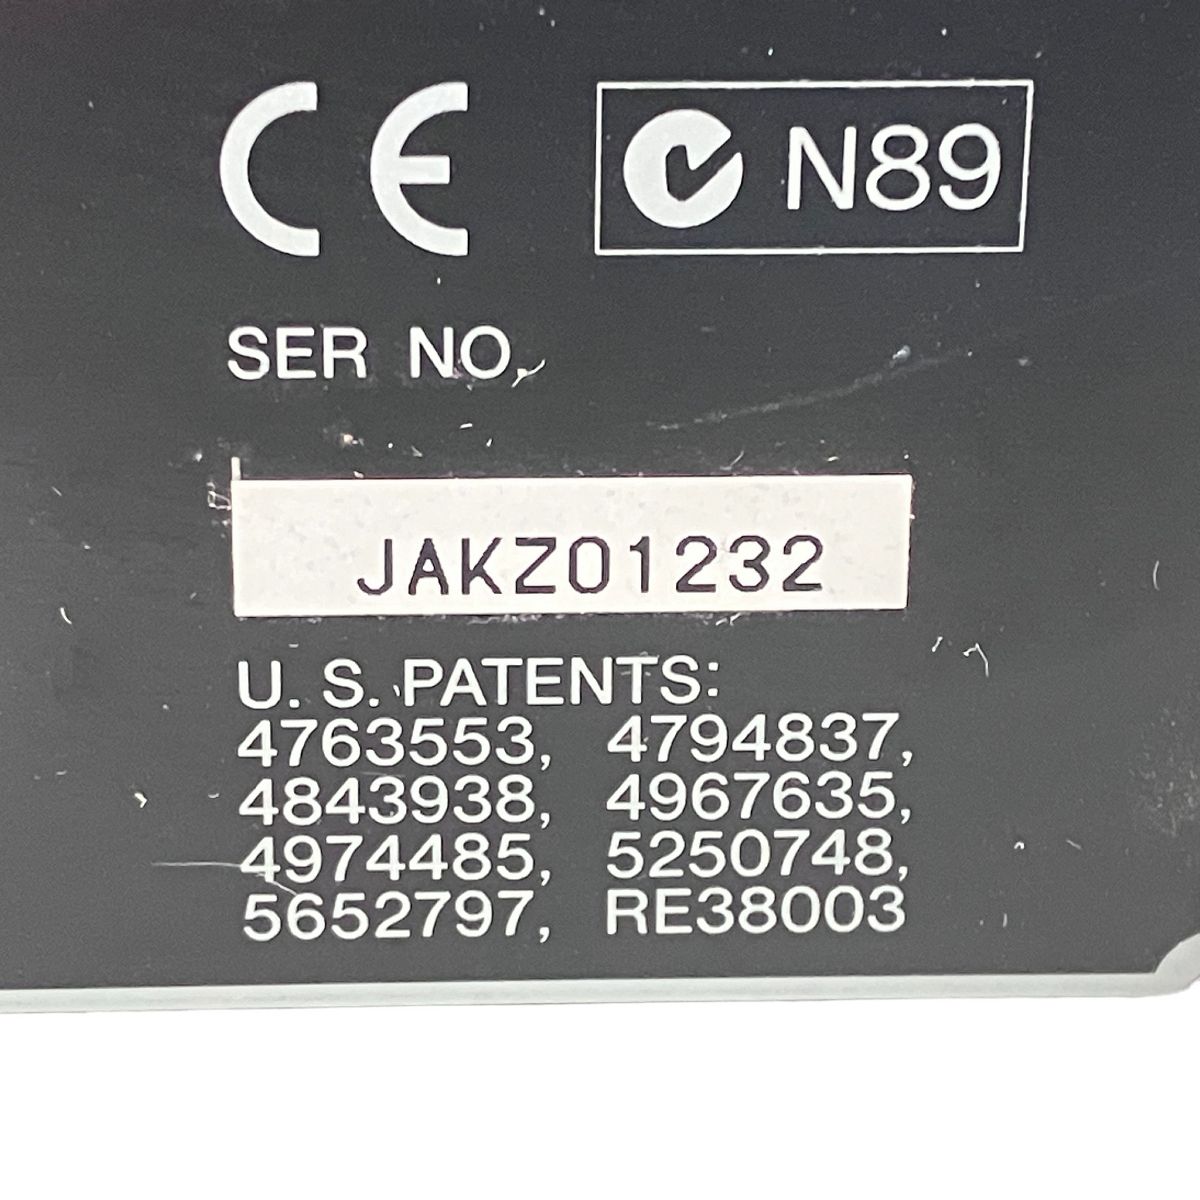 CE N89
SER NO.
JAKZ01232
U. S. PATENTS:
4763553, 4794837,
4843938, 4967635,
4974485, 5250748,
5652797, RE38003